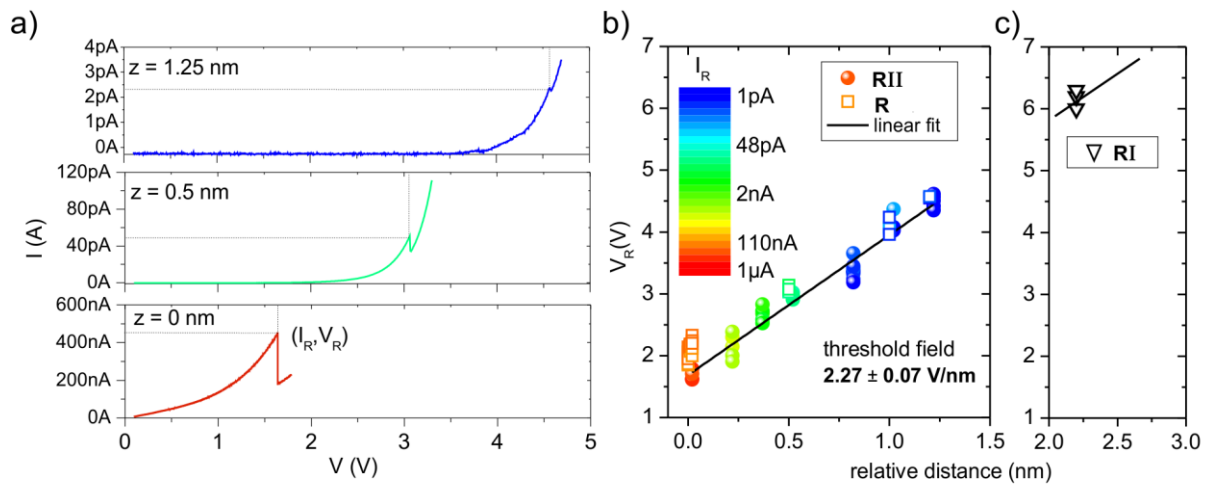 a)
4pA
3pA
2pA
1pA
0A
z = 1.25 nm
120pA
80pA
40pA
0A
z = 0.5 nm
600nA
400nA
200nA
0A
z = 0 nm
(I_R,V_R)
I (A)
0 1 2 3 4 5
V (V)
b)
7
6
5
4
3
2
1
V_R(V)
I_R
1pA
48pA
2nA
110nA
1µA
RII
R
linear fit
threshold field
2.27 ± 0.07 V/nm
0.0 0.5 1.0 1.5
c)
7
6
5
4
3
2
1
RI
2.0 2.5 3.0
relative distance (nm)